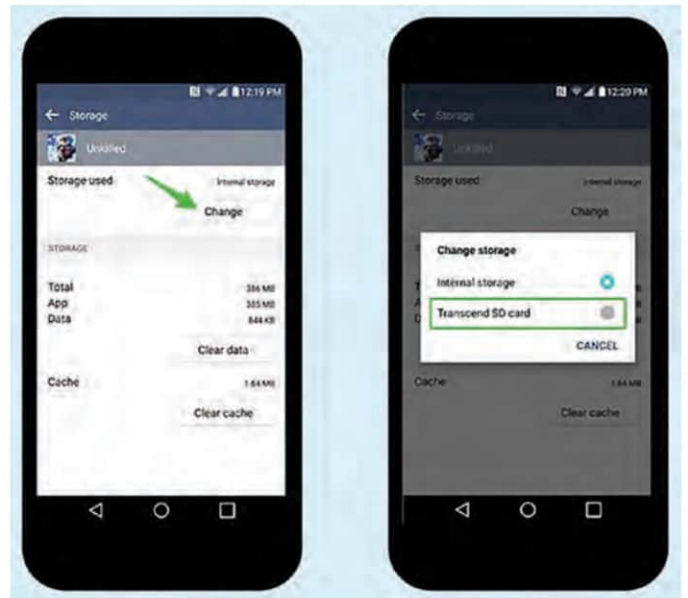 12:19 PM
Storage
Unkilled
Storage used
Internal storage
Change
STORAGE
Total 386 MB
App 385 MB
Data 644 KB
Clear data
Cache 1.64 MB
Clear cache
12:20 PM
Storage
Unkilled
Storage used
Internal storage
Change
Change storage
Internal storage
Transcend SD card
CANCEL
Cache 1.64 MB
Clear cache